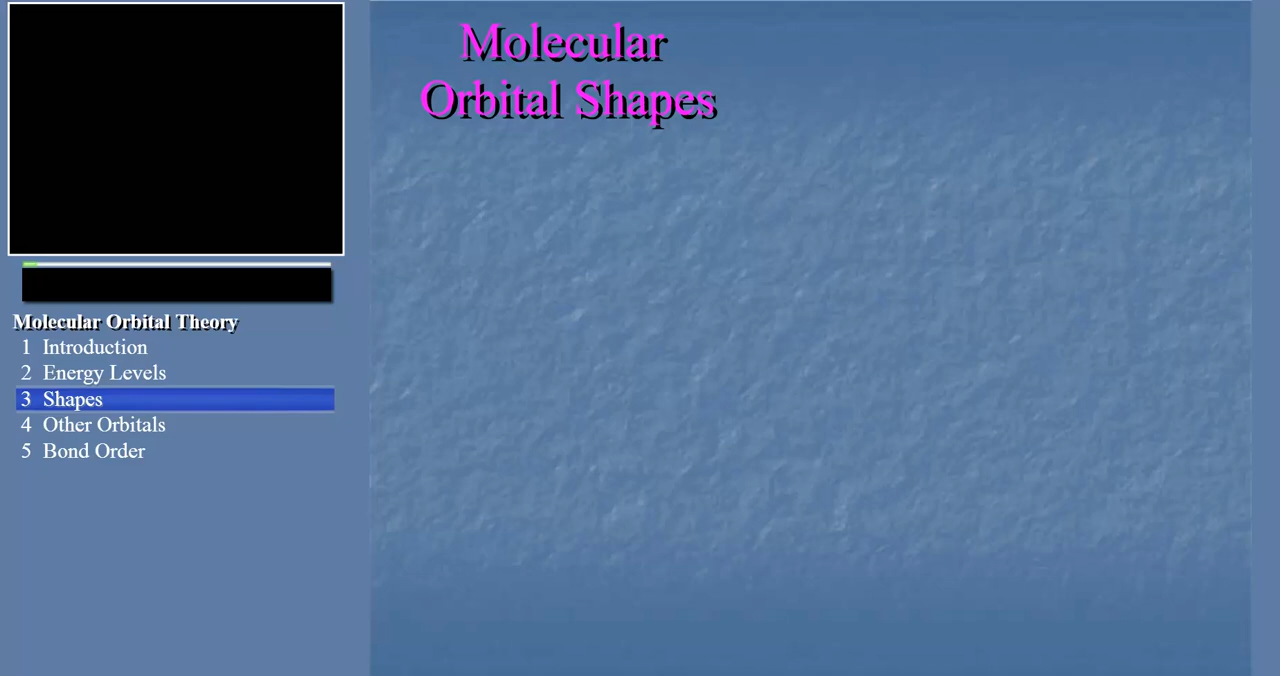 Molecular
Orbital Shapes
Molecular Orbital Theory
1 Introduction
2 Energy Levels
3 Shapes
4 Other Orbitals
5 Bond Order